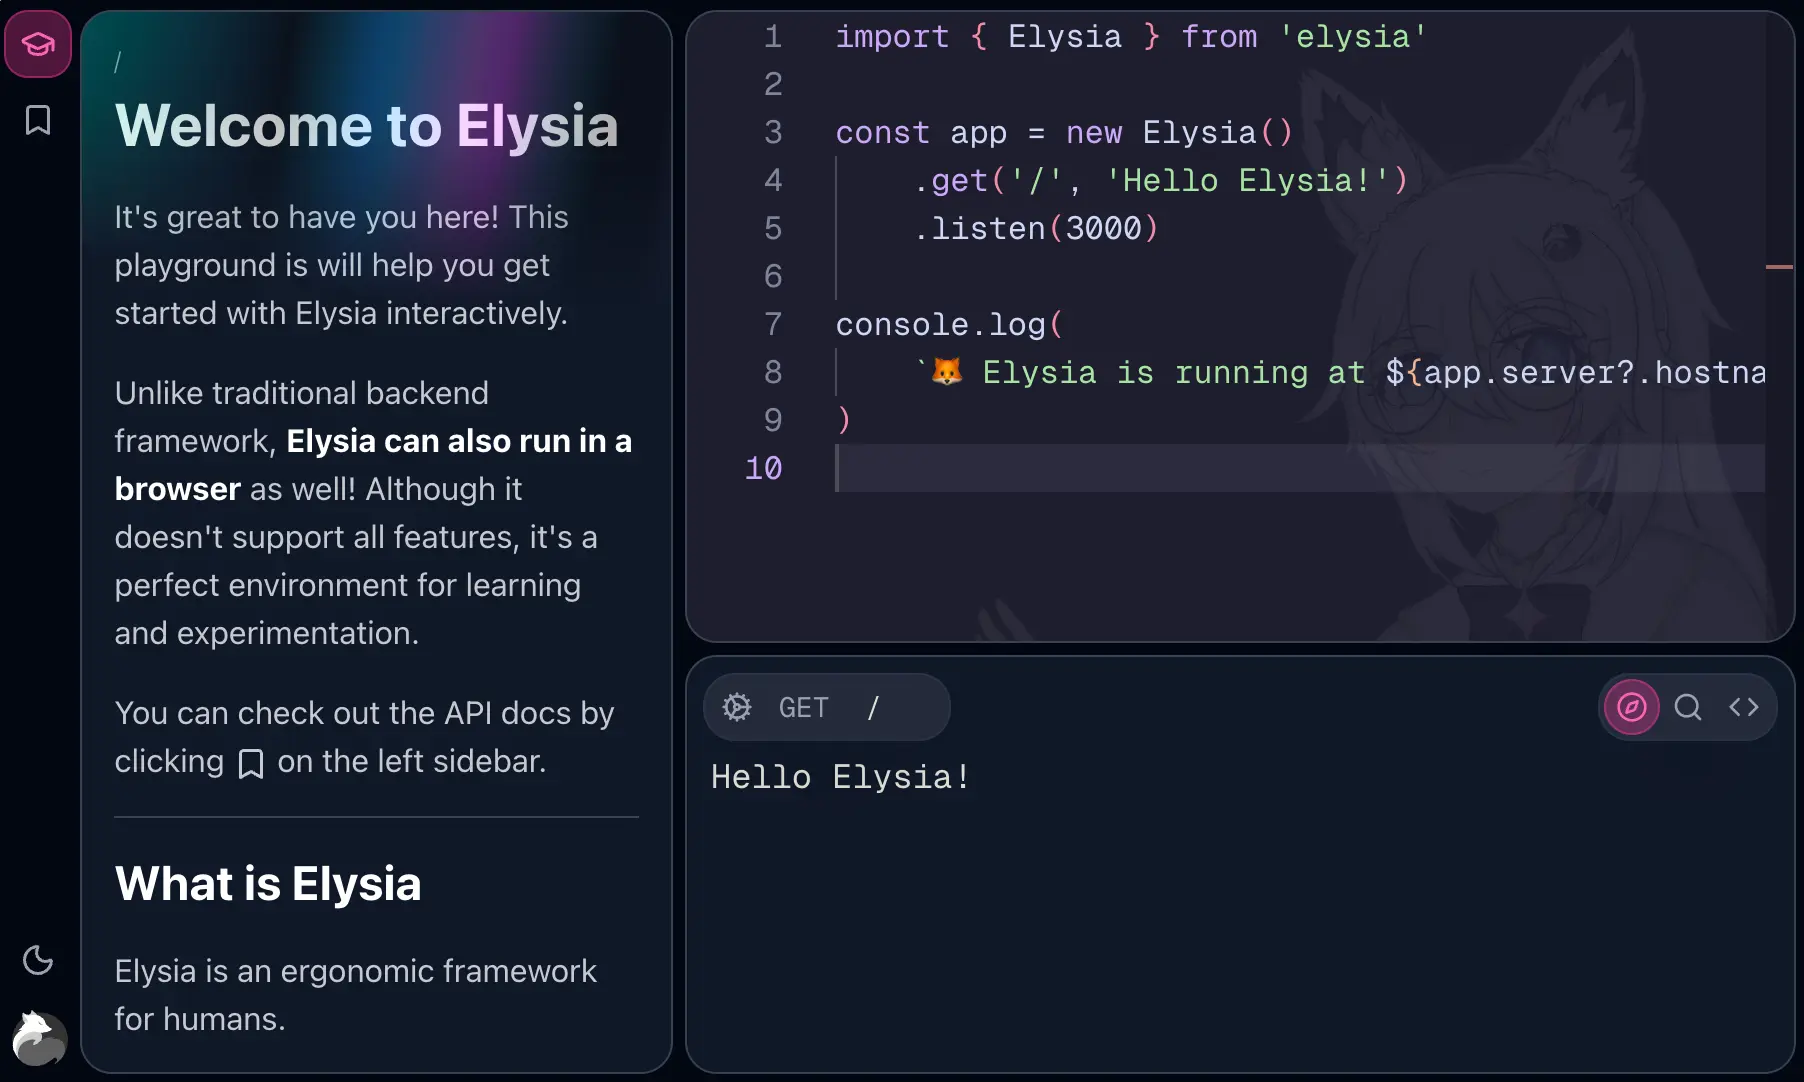 /
Welcome to Elysia
It's great to have you here! This
playground is will help you get
started with Elysia interactively.
Unlike traditional backend
framework, Elysia can also run in a
browser as well! Although it
doesn't support all features, it's a
perfect environment for learning
and experimentation.
You can check out the API docs by
clicking on the left sidebar.
What is Elysia
Elysia is an ergonomic framework
for humans.
1 import { Elysia } from 'elysia'
2
3 const app = new Elysia()
4 .get('/', 'Hello Elysia!')
5 .listen(3000)
6
7 console.log(
8 `🦊 Elysia is running at ${app.server?.hostna
9 )
10
GET /
Hello Elysia!